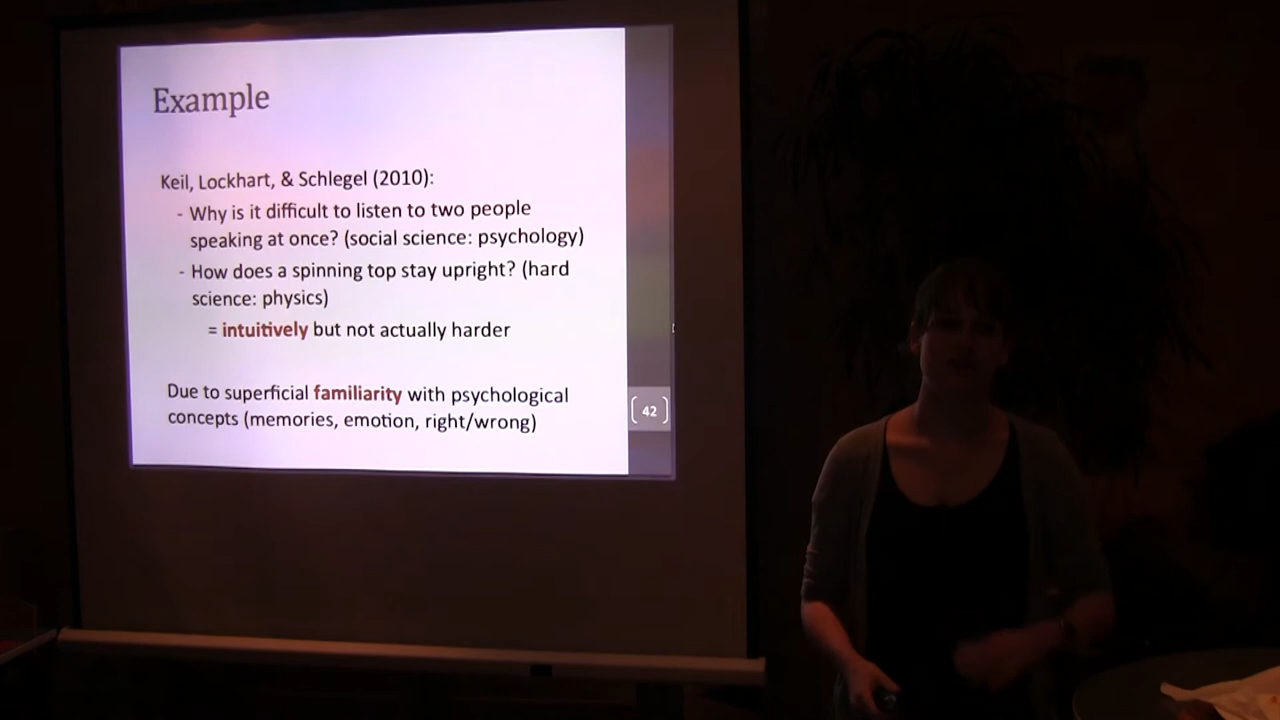 Example
Keil, Lockhart, & Schlegel (2010):
- Why is it difficult to listen to two people
speaking at once? (social science: psychology)
- How does a spinning top stay upright? (hard
science: physics)
= intuitively but not actually harder
Due to superficial familiarity with psychological
concepts (memories, emotion, right/wrong)
42